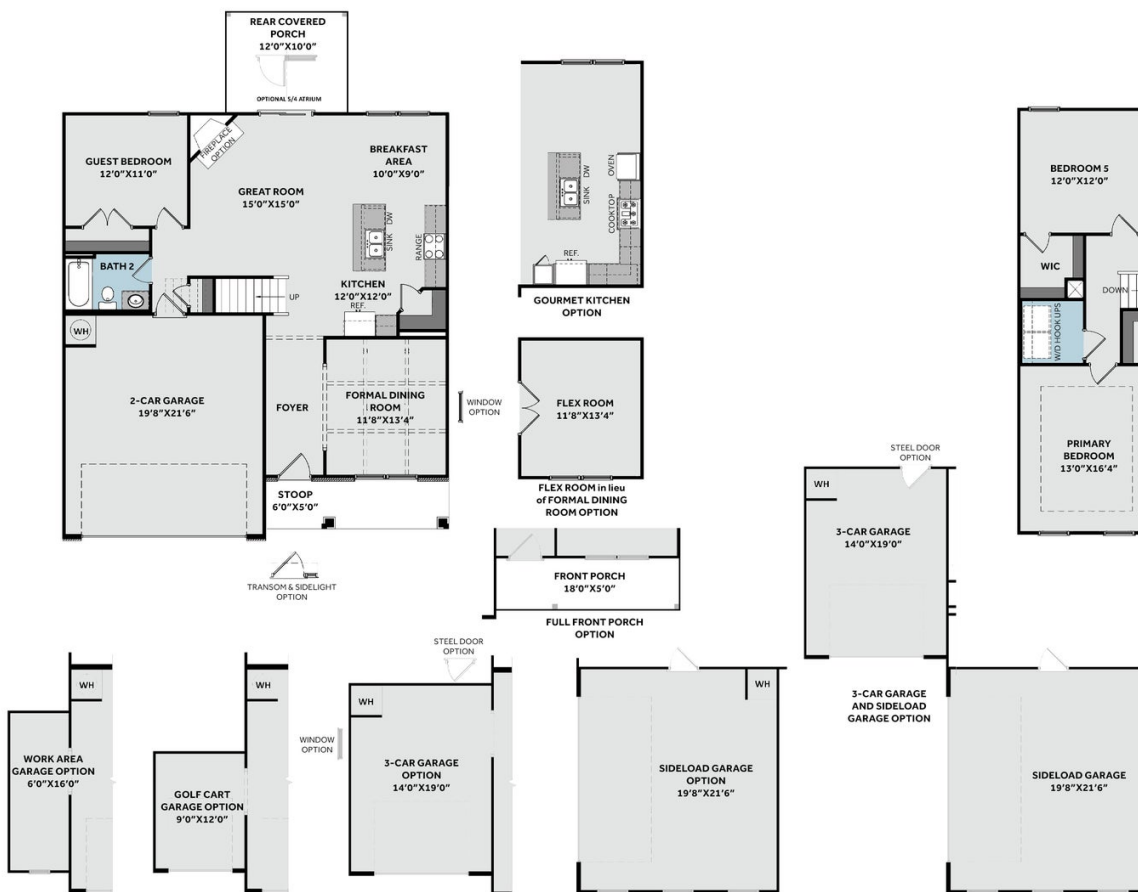 REAR COVERED
PORCH
12'0"X10'0"
OPTIONAL 5/4 ATRIUM
GUEST BEDROOM
12'0"X11'0"
FIREPLACE
OPTION
BREAKFAST
AREA
10'0"X9'0"
GREAT ROOM
15'0"X15'0"
SINK DW
RANGE
BATH 2
UP
KITCHEN
12'0"X12'0"
REF.
WH
2-CAR GARAGE
19'8"X21'6"
FOYER
FORMAL DINING
ROOM
11'8"X13'4"
STOOP
6'0"X5'0"
TRANSOM & SIDELIGHT
OPTION
WINDOW
OPTION
SINK DW
OVEN
COOKTOP
REF.
GOURMET KITCHEN
OPTION
FLEX ROOM
11'8"X13'4"
FLEX ROOM in lieu
of FORMAL DINING
ROOM OPTION
FRONT PORCH
18'0"X5'0"
FULL FRONT PORCH
OPTION
BEDROOM 5
12'0"X12'0"
WIC
DOWN
W/D HOOK UPS
PRIMARY
BEDROOM
13'0"X16'4"
STEEL DOOR
OPTION
WH
3-CAR GARAGE
14'0"X19'0"
3-CAR GARAGE
AND SIDELOAD
GARAGE OPTION
SIDELOAD GARAGE
19'8"X21'6"
WH
WORK AREA
GARAGE OPTION
6'0"X16'0"
WH
GOLF CART
GARAGE OPTION
9'0"X12'0"
STEEL DOOR
OPTION
WH
WINDOW
OPTION
3-CAR GARAGE
OPTION
14'0"X19'0"
WH
SIDELOAD GARAGE
OPTION
19'8"X21'6"